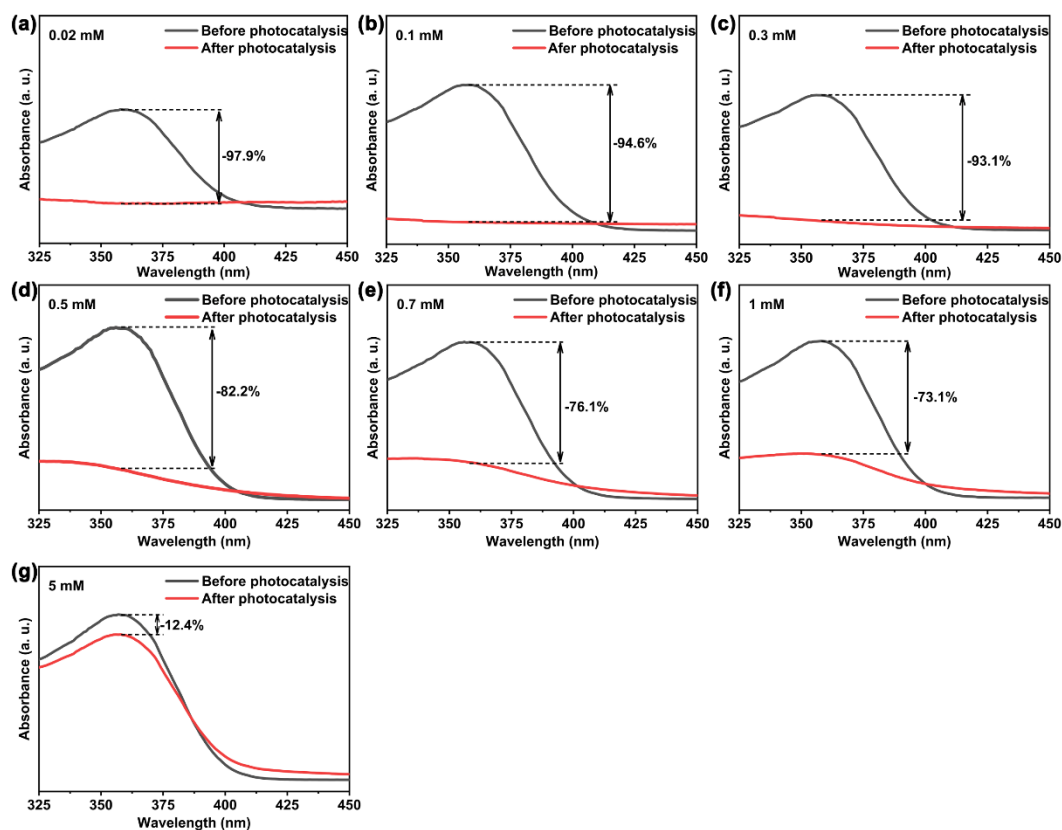 (a)
0.02 mM
Before photocatalysis
After photocatalysis
-97.9%
Absorbance (a. u.)
325 350 375 400 425 450
Wavelength (nm)
(b)
0.1 mM
Before photocatalysis
Afer photocatalysis
-94.6%
Absorbance (a. u.)
325 350 375 400 425 450
Wavelength (nm)
(c)
0.3 mM
Before photocatalysis
After photocatalysis
-93.1%
Absorbance (a. u.)
325 350 375 400 425 450
Wavelength (nm)
(d)
0.5 mM
Before photocatalysis
After photocatalysis
-82.2%
Absorbance (a. u.)
325 350 375 400 425 450
Wavelength (nm)
(e)
0.7 mM
Before photocatalysis
After photocatalysis
-76.1%
Absorbance (a. u.)
325 350 375 400 425 450
Wavelength (nm)
(f)
1 mM
Before photocatalysis
After photocatalysis
-73.1%
Absorbance (a. u.)
325 350 375 400 425 450
Wavelength (nm)
(g)
5 mM
Before photocatalysis
After photocatalysis
-12.4%
Absorbance (a. u.)
325 350 375 400 425 450
Wavelength (nm)